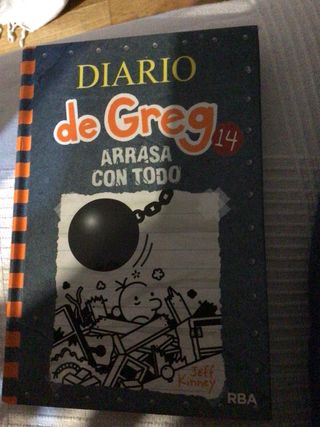 DIARIO
de Greg 14
ARRASA
CON TODO
Jeff
Kinney
RBA